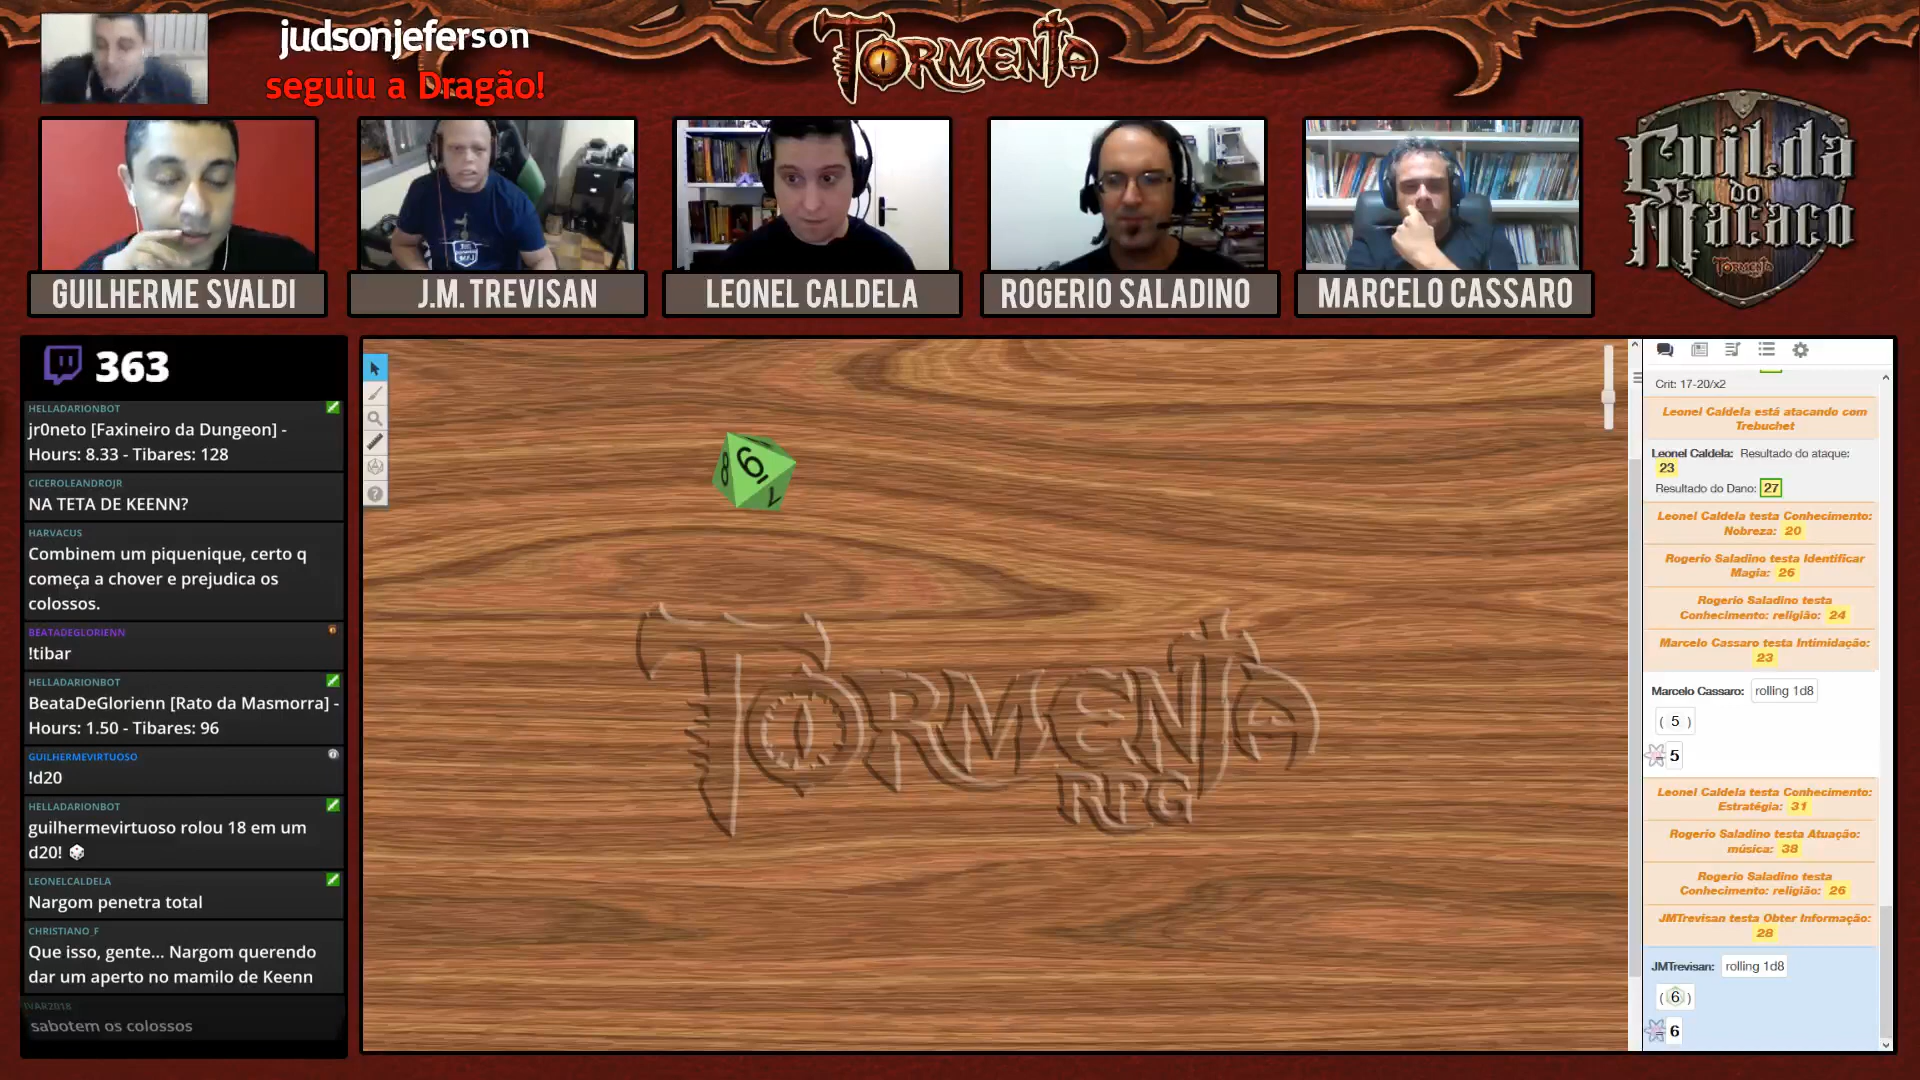 judsonjeferson
seguiu a Dragão!
TORMENTA
GUILHERME SVALDI
J.M. TREVISAN
LEONEL CALDELA
ROGERIO SALADINO
MARCELO CASSARO
Guilda
do
Macaco
TORMENTA
363
HELLADARIONBOT
jr0neto [Faxineiro da Dungeon] -
Hours: 8.33 - Tibares: 128
CICEROLEANDROJR
NA TETA DE KEENN?
HARVACUS
Combinem um piquenique, certo q
começa a chover e prejudica os
colossos.
BEATADEGLORIENN
!tibar
HELLADARIONBOT
BeataDeGlorienn [Rato da Masmorra] -
Hours: 1.50 - Tibares: 96
GUILHERMEVIRTUOSO
!d20
HELLADARIONBOT
guilhermevirtuoso rolou 18 em um
d20!
LEONELCALDELA
Nargom penetra total
CHRISTIANO_F
Que isso, gente... Nargom querendo
dar um aperto no mamilo de Keenn
sabotem os colossos
8
6
1
7
TORMENTA
RPG
Crit: 17-20/x2
Leonel Caldela está atacando com
Trebuchet
Leonel Caldela: Resultado do ataque:
23
Resultado do Dano: 27
Leonel Caldela testa Conhecimento:
Nobreza: 20
Rogerio Saladino testa Identificar
Magia: 26
Rogerio Saladino testa
Conhecimento: religião: 24
Marcelo Cassaro testa Intimidação:
23
Marcelo Cassaro: rolling 1d8
( 5 )
= 5
Leonel Caldela testa Conhecimento:
Estratégia: 31
Rogerio Saladino testa Atuação:
música: 38
Rogerio Saladino testa
Conhecimento: religião: 26
JMTrevisan testa Obter Informação:
28
JMTrevisan: rolling 1d8
( 6 )
= 6